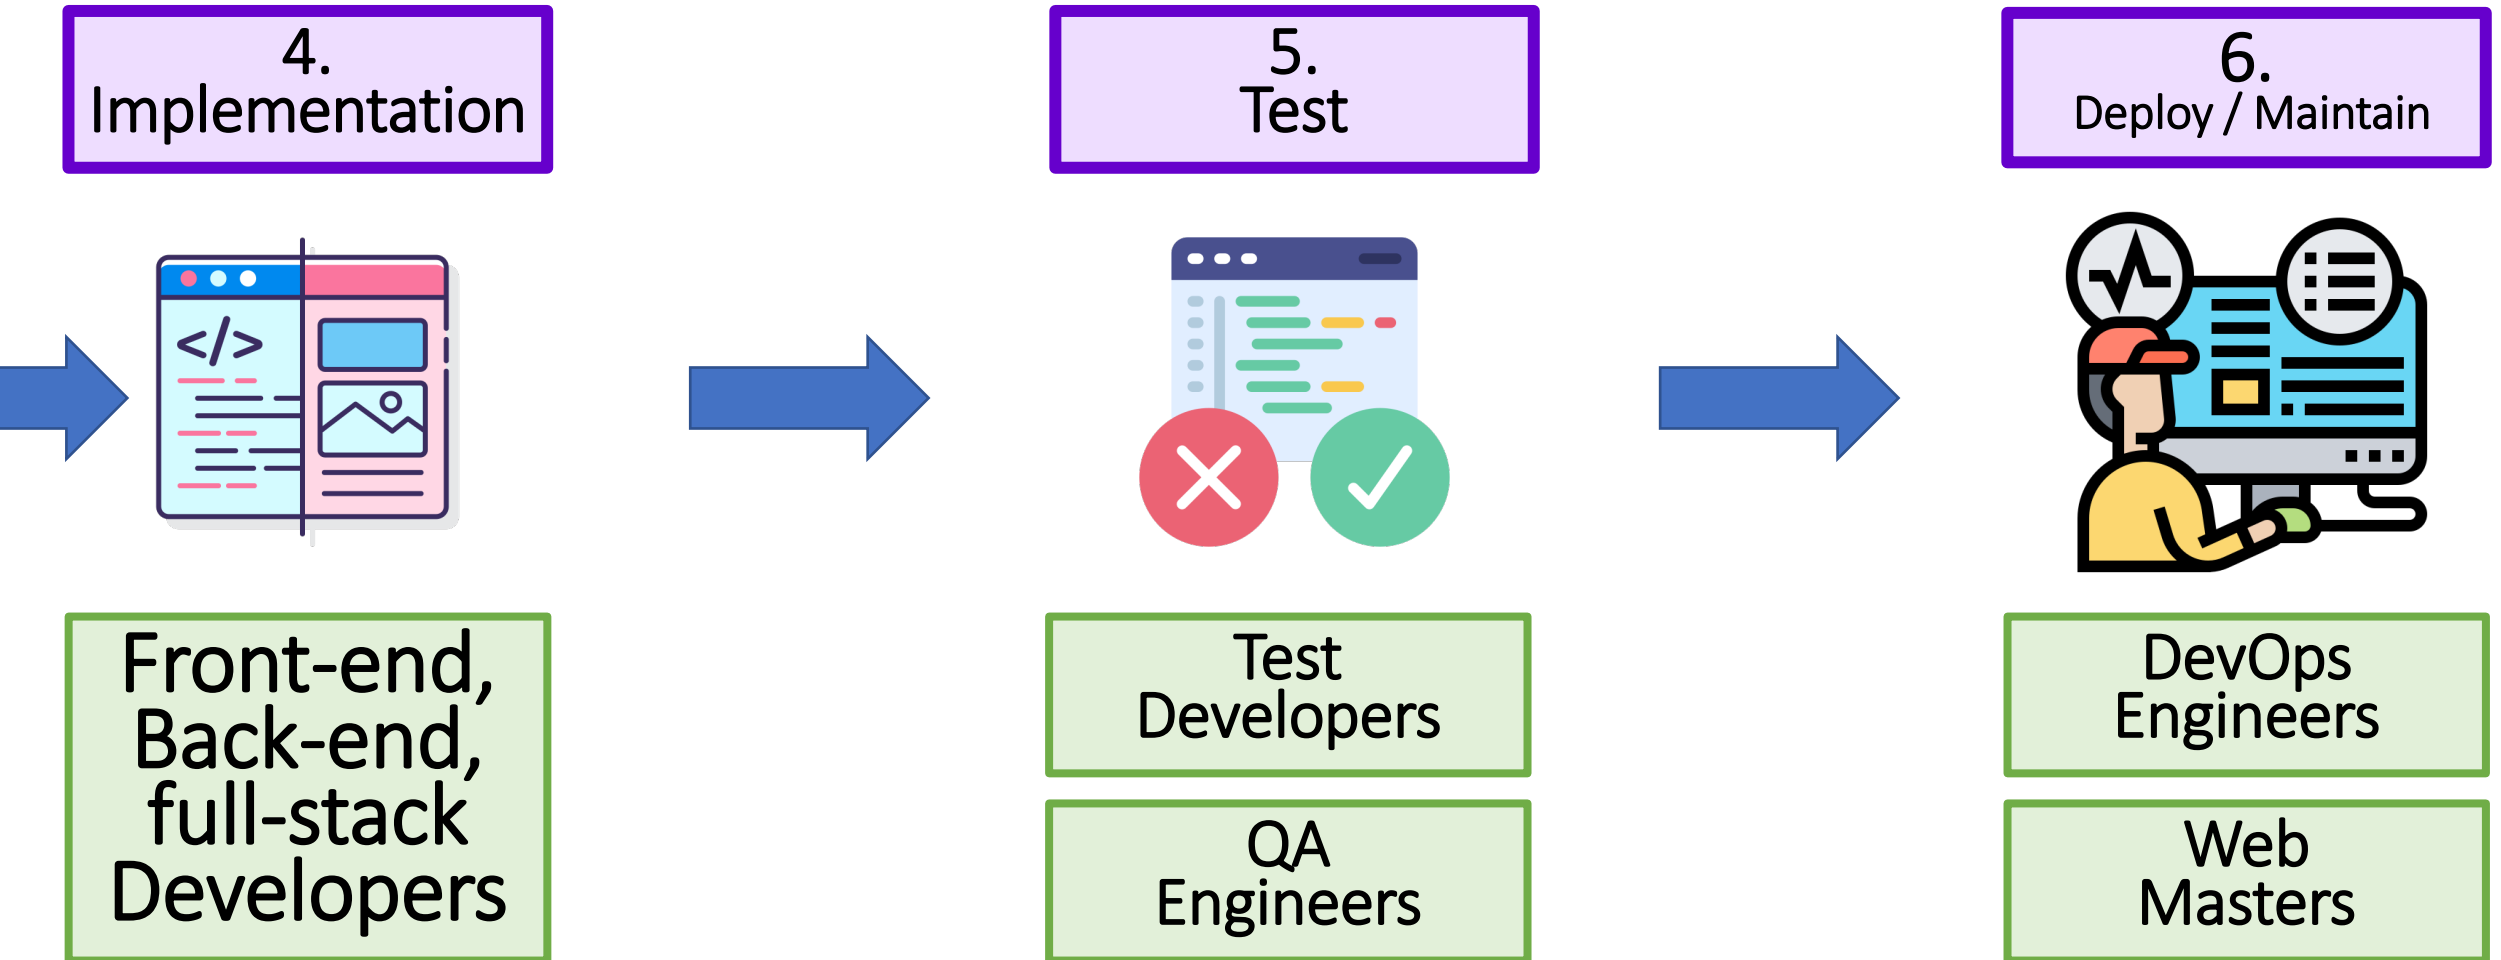 4.
Implementation
5.
Test
6.
Deploy / Maintain
</>
Front-end,
Back-end,
full-stack
Developers
Test
Developers
QA
Engineers
DevOps
Engineers
Web
Masters